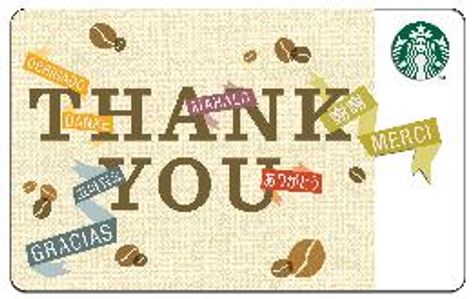 OBRIGADO
THANK
DANKE
MAHALO
MERCI
YOU
ありがとう
GRACIAS